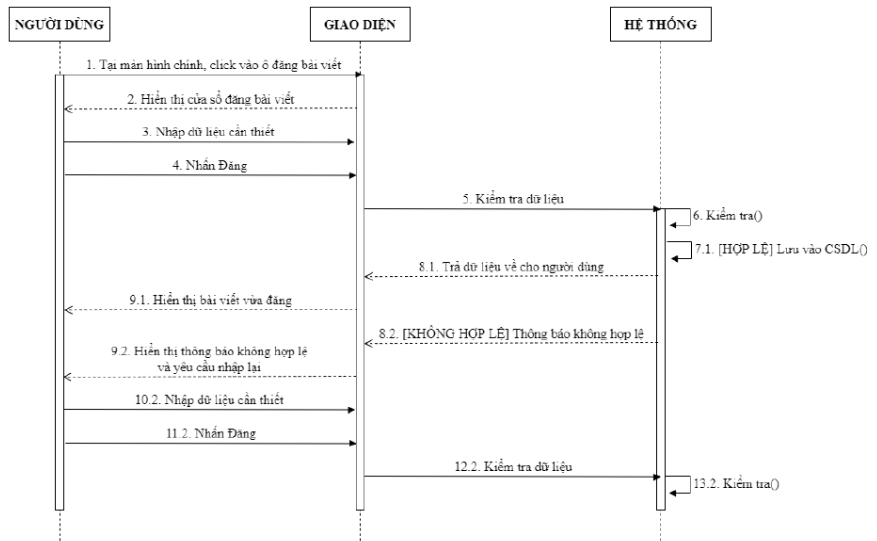 NGƯỜI DÙNG
GIAO DIỆN
HỆ THỐNG
1. Tại màn hình chính, click vào ô đăng bài viết
2. Hiển thị cửa sổ đăng bài viết
3. Nhập dữ liệu cần thiết
4. Nhấn Đăng
5. Kiểm tra dữ liệu
6. Kiểm tra()
7.1. [HỢP LỆ] Lưu vào CSDL()
8.1. Trả dữ liệu về cho người dùng
9.1. Hiển thị bài viết vừa đăng
8.2. [KHÔNG HỢP LỆ] Thông báo không hợp lệ
9.2. Hiển thị thông báo không hợp lệ
và yêu cầu nhập lại
10.2. Nhập dữ liệu cần thiết
11.2. Nhấn Đăng
12.2. Kiểm tra dữ liệu
13.2. Kiểm tra()